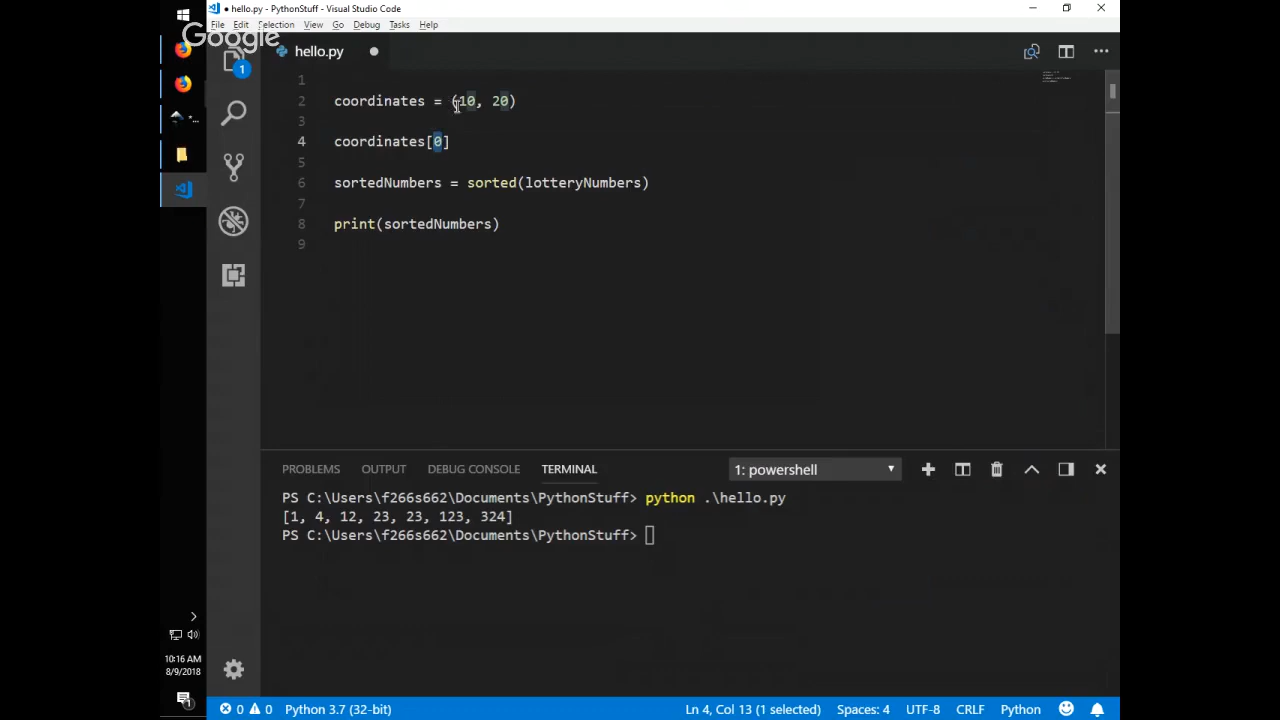 ● hello.py - PythonStuff - Visual Studio Code
File Edit Selection View Go Debug Tasks Help
Google
hello.py
1
1
2 coordinates = (10, 20)
3
4 coordinates[0]
5
6 sortedNumbers = sorted(lotteryNumbers)
7
8 print(sortedNumbers)
9
PROBLEMS OUTPUT DEBUG CONSOLE TERMINAL 1: powershell
PS C:\Users\f266s662\Documents\PythonStuff> python .\hello.py
[1, 4, 12, 23, 23, 123, 324]
PS C:\Users\f266s662\Documents\PythonStuff>
10:16 AM
8/9/2018
1
0 0 Python 3.7 (32-bit) Ln 4, Col 13 (1 selected) Spaces: 4 UTF-8 CRLF Python